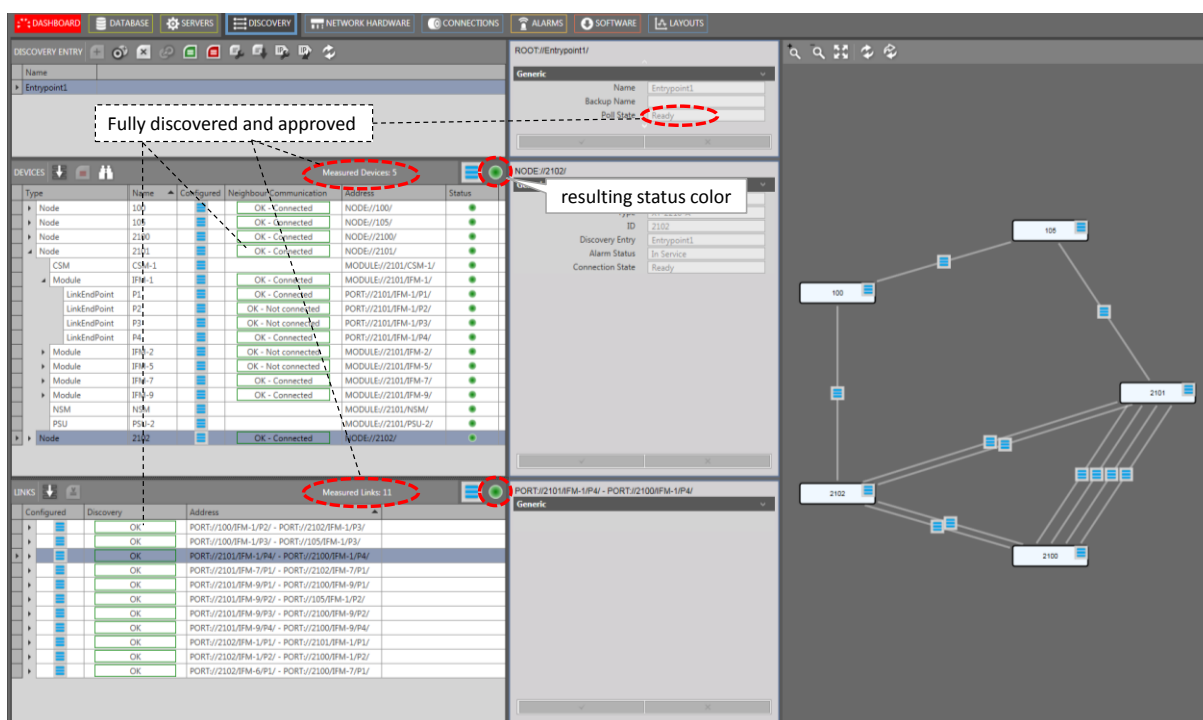 DASHBOARD DATABASE SERVERS DISCOVERY NETWORK HARDWARE CONNECTIONS ALARMS SOFTWARE LAYOUTS
DISCOVERY ENTRY
Name
Entrypoint1
ROOT://Entrypoint1/
Generic
Name Entrypoint1
Backup Name
Poll State Ready
Fully discovered and approved
DEVICES Measured Devices: 5
Type Name Configured Neighbour Communication Address Status
Node 100 OK - Connected NODE://100/
Node 105 OK - Connected NODE://105/
Node 2100 OK - Connected NODE://2100/
Node 2101 OK - Connected NODE://2101/
CSM CSM-1 MODULE://2101/CSM-1/
Module IFM-1 OK - Connected MODULE://2101/IFM-1/
LinkEndPoint P1 OK - Connected PORT://2101/IFM-1/P1/
LinkEndPoint P2 OK - Not connected PORT://2101/IFM-1/P2/
LinkEndPoint P3 OK - Not connected PORT://2101/IFM-1/P3/
LinkEndPoint P4 OK - Connected PORT://2101/IFM-1/P4/
Module IFM-2 OK - Not connected MODULE://2101/IFM-2/
Module IFM-5 OK - Not connected MODULE://2101/IFM-5/
Module IFM-7 OK - Connected MODULE://2101/IFM-7/
Module IFM-9 OK - Connected MODULE://2101/IFM-9/
NSM NSM MODULE://2101/NSM/
PSU PSU-2 MODULE://2101/PSU-2/
Node 2102 OK - Connected NODE://2102/
NODE://2102/
resulting status color
ID 2102
Discovery Entry Entrypoint1
Alarm Status In Service
Connection State Ready
LINKS Measured Links: 11
Configured Discovery Address
OK PORT://100/IFM-1/P2/ - PORT://2102/IFM-1/P3/
OK PORT://100/IFM-1/P3/ - PORT://105/IFM-1/P3/
OK PORT://2101/IFM-1/P4/ - PORT://2100/IFM-1/P4/
OK PORT://2101/IFM-7/P1/ - PORT://2102/IFM-7/P1/
OK PORT://2101/IFM-9/P1/ - PORT://2100/IFM-9/P1/
OK PORT://2101/IFM-9/P2/ - PORT://105/IFM-1/P2/
OK PORT://2101/IFM-9/P3/ - PORT://2100/IFM-9/P2/
OK PORT://2101/IFM-9/P4/ - PORT://2100/IFM-9/P4/
OK PORT://2102/IFM-1/P1/ - PORT://2101/IFM-1/P1/
OK PORT://2102/IFM-1/P2/ - PORT://2100/IFM-1/P2/
OK PORT://2102/IFM-6/P1/ - PORT://2100/IFM-7/P1/
PORT://2101/IFM-1/P4/ - PORT://2100/IFM-1/P4/
Generic
105
100
2101
2102
2100